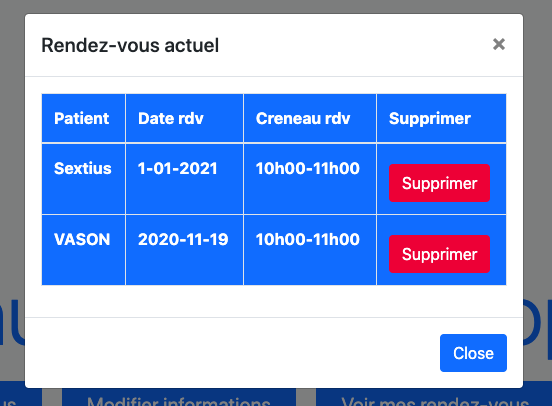 Rendez-vous actuel ×
Patient Date rdv Creneau rdv Supprimer
Sextius 1-01-2021 10h00-11h00 Supprimer
VASON 2020-11-19 10h00-11h00 Supprimer
Close
Modifier informations Voir mes rendez-vous